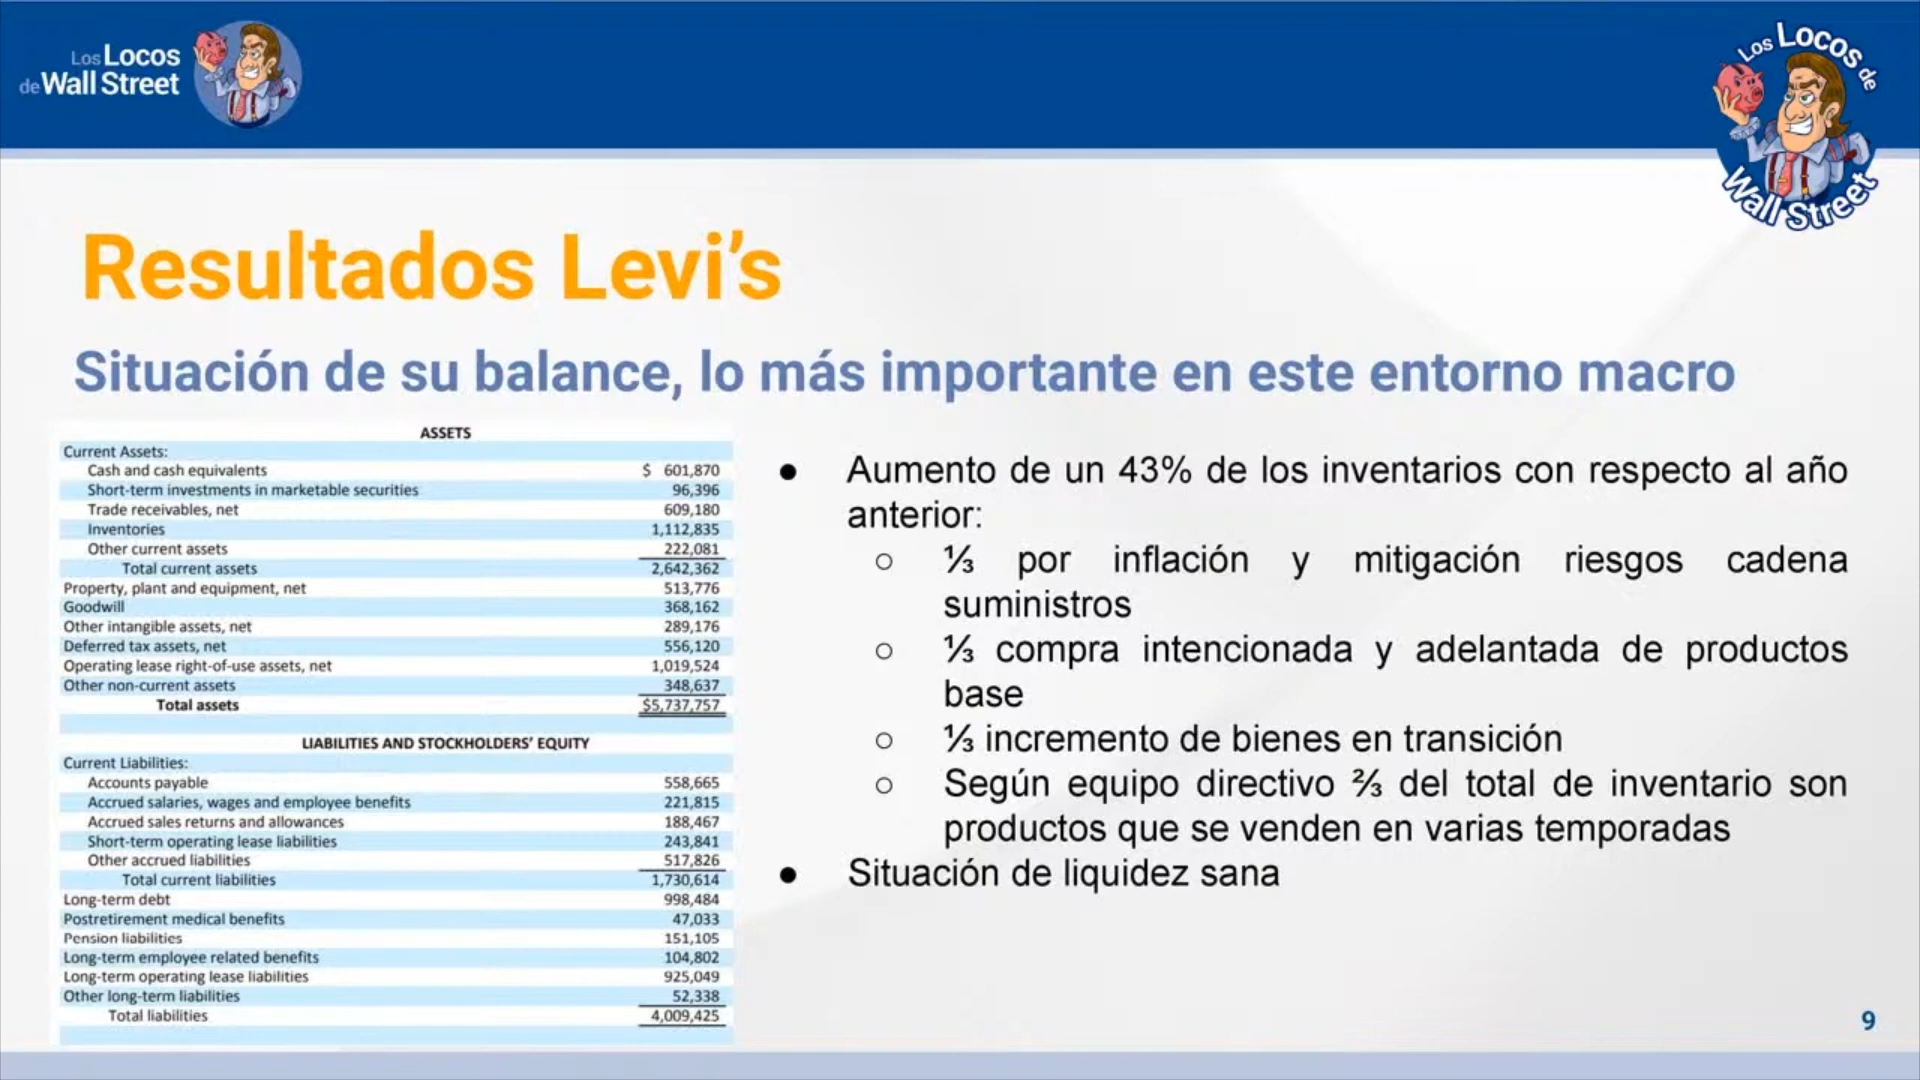 Los Locos
de Wall Street
Los Locos de
Wall Street
Resultados Levi’s
Situación de su balance, lo más importante en este entorno macro
ASSETS
Current Assets:
Cash and cash equivalents $ 601,870
Short-term investments in marketable securities 96,396
Trade receivables, net 609,180
Inventories 1,112,835
Other current assets 222,081
Total current assets 2,642,362
Property, plant and equipment, net 513,776
Goodwill 368,162
Other intangible assets, net 289,176
Deferred tax assets, net 556,120
Operating lease right-of-use assets, net 1,019,524
Other non-current assets 348,637
Total assets $5,737,757
LIABILITIES AND STOCKHOLDERS’ EQUITY
Current Liabilities:
Accounts payable 558,665
Accrued salaries, wages and employee benefits 221,815
Accrued sales returns and allowances 188,467
Short-term operating lease liabilities 243,841
Other accrued liabilities 517,826
Total current liabilities 1,730,614
Long-term debt 998,484
Postretirement medical benefits 47,033
Pension liabilities 151,105
Long-term employee related benefits 104,802
Long-term operating lease liabilities 925,049
Other long-term liabilities 52,338
Total liabilities 4,009,425
● Aumento de un 43% de los inventarios con respecto al año
anterior:
○ ⅓ por inflación y mitigación riesgos cadena
suministros
○ ⅓ compra intencionada y adelantada de productos
base
○ ⅓ incremento de bienes en transición
○ Según equipo directivo ⅔ del total de inventario son
productos que se venden en varias temporadas
● Situación de liquidez sana
9